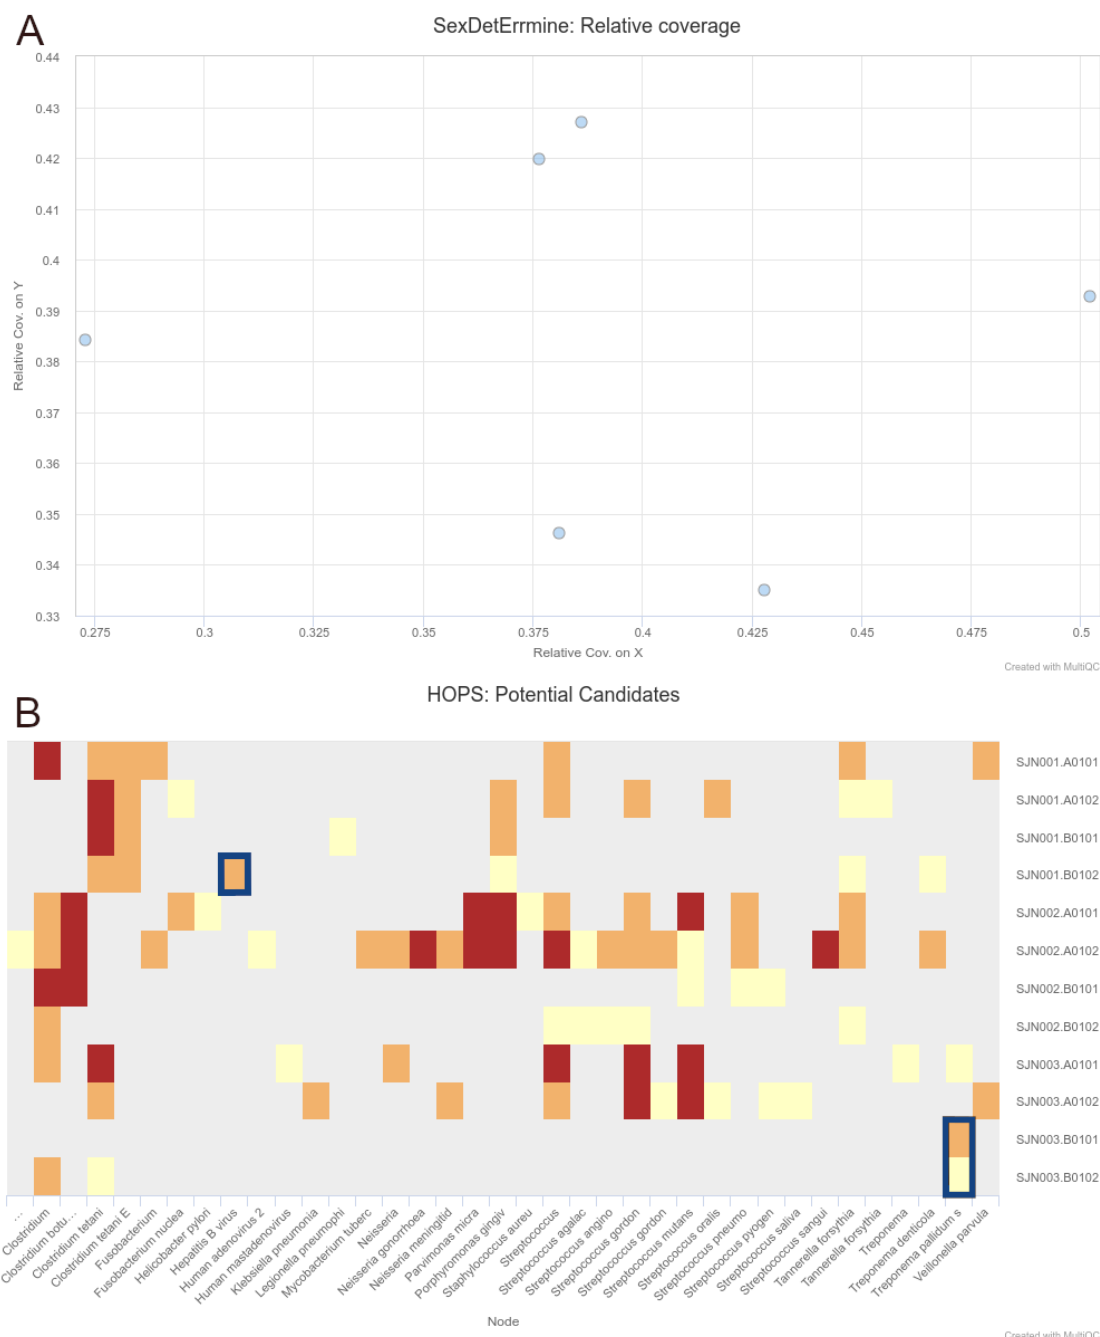 A
SexDetErrmine: Relative coverage
0.44
0.43
0.42
0.41
0.4
0.39
0.38
0.37
0.36
0.35
0.34
0.33
Relative Cov. on Y
0.275
0.3
0.325
0.35
0.375
0.4
0.425
0.45
0.475
0.5
Relative Cov. on X
Created with MultiQC
B
HOPS: Potential Candidates
SJN001.A0101
SJN001.A0102
SJN001.B0101
SJN001.B0102
SJN002.A0101
SJN002.A0102
SJN002.B0101
SJN002.B0102
SJN003.A0101
SJN003.A0102
SJN003.B0101
SJN003.B0102
...
Clostridium
Clostridium botu...
Clostridium tetani
Clostridium tetani E
Fusobacterium
Fusobacterium nuclea
Helicobacter pylori
Hepatitis B virus
Human adenovirus 2
Human mastadenovirus
Klebsiella pneumonia
Legionella pneumophi
Mycobacterium tuberc
Neisseria
Neisseria gonorrhoea
Neisseria meningitid
Parvimonas micra
Porphyromonas gingiv
Staphylococcus aureu
Streptococcus
Streptococcus agalac
Streptococcus angino
Streptococcus gordon
Streptococcus gordon
Streptococcus mutans
Streptococcus oralis
Streptococcus pneumo
Streptococcus pyogen
Streptococcus saliva
Streptococcus sangui
Tannerella forsythia
Tannerella forsythia
Treponema
Treponema denticola
Treponema pallidum s
Veillonella parvula
Node
Created with MultiQC